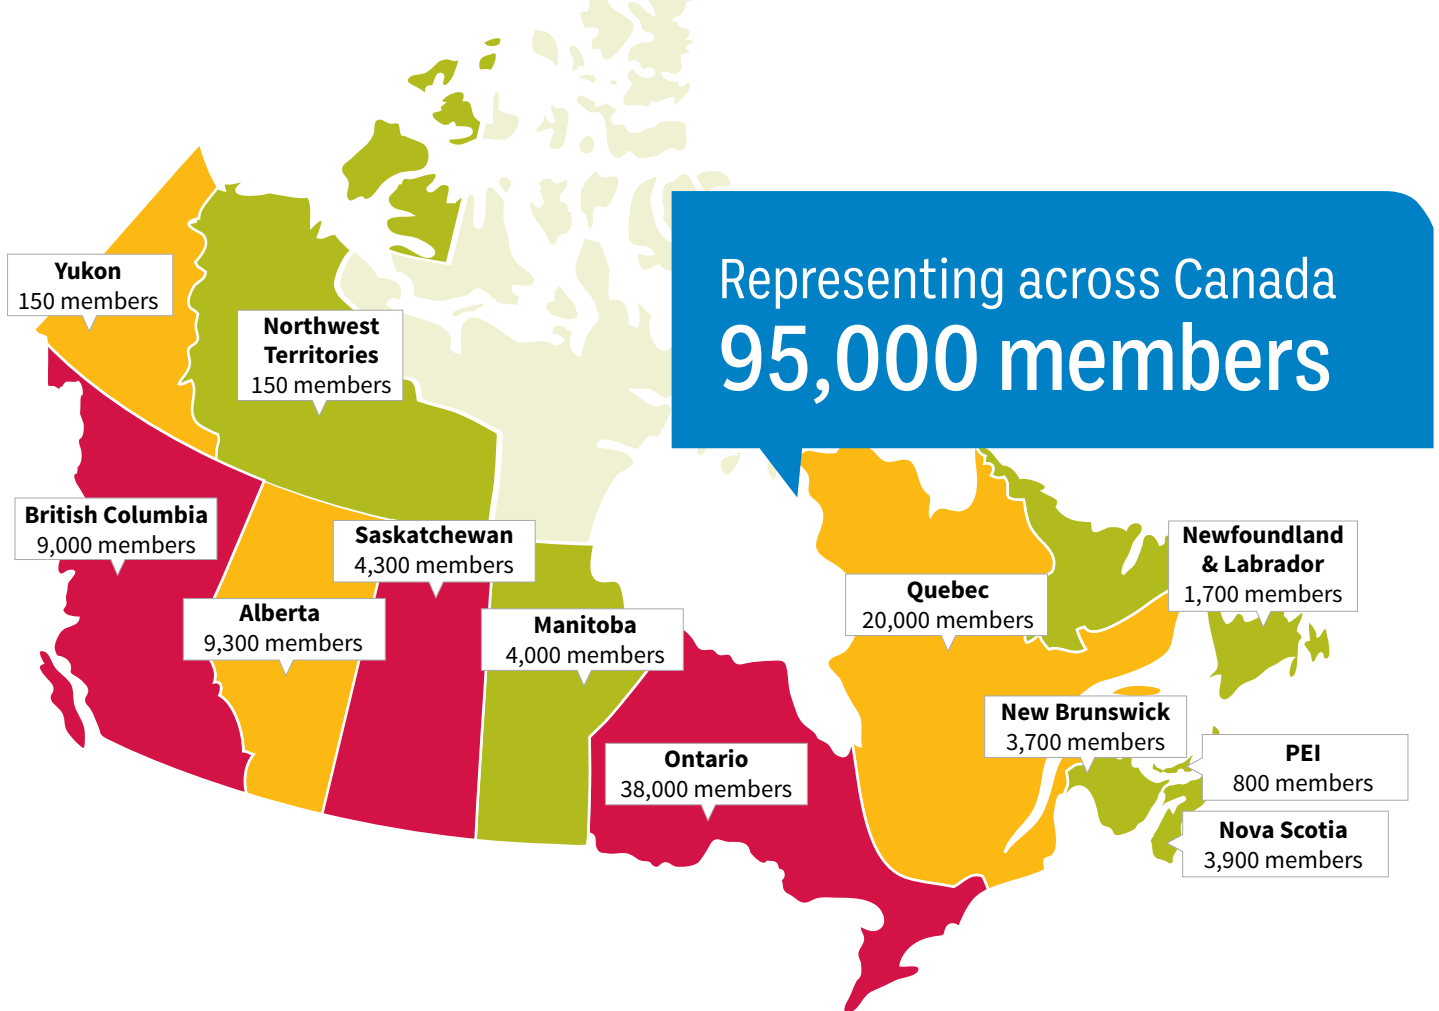 Representing across Canada
95,000 members
Yukon
150 members
Northwest
Territories
150 members
British Columbia
9,000 members
Alberta
9,300 members
Saskatchewan
4,300 members
Manitoba
4,000 members
Ontario
38,000 members
Quebec
20,000 members
Newfoundland
& Labrador
1,700 members
New Brunswick
3,700 members
PEI
800 members
Nova Scotia
3,900 members